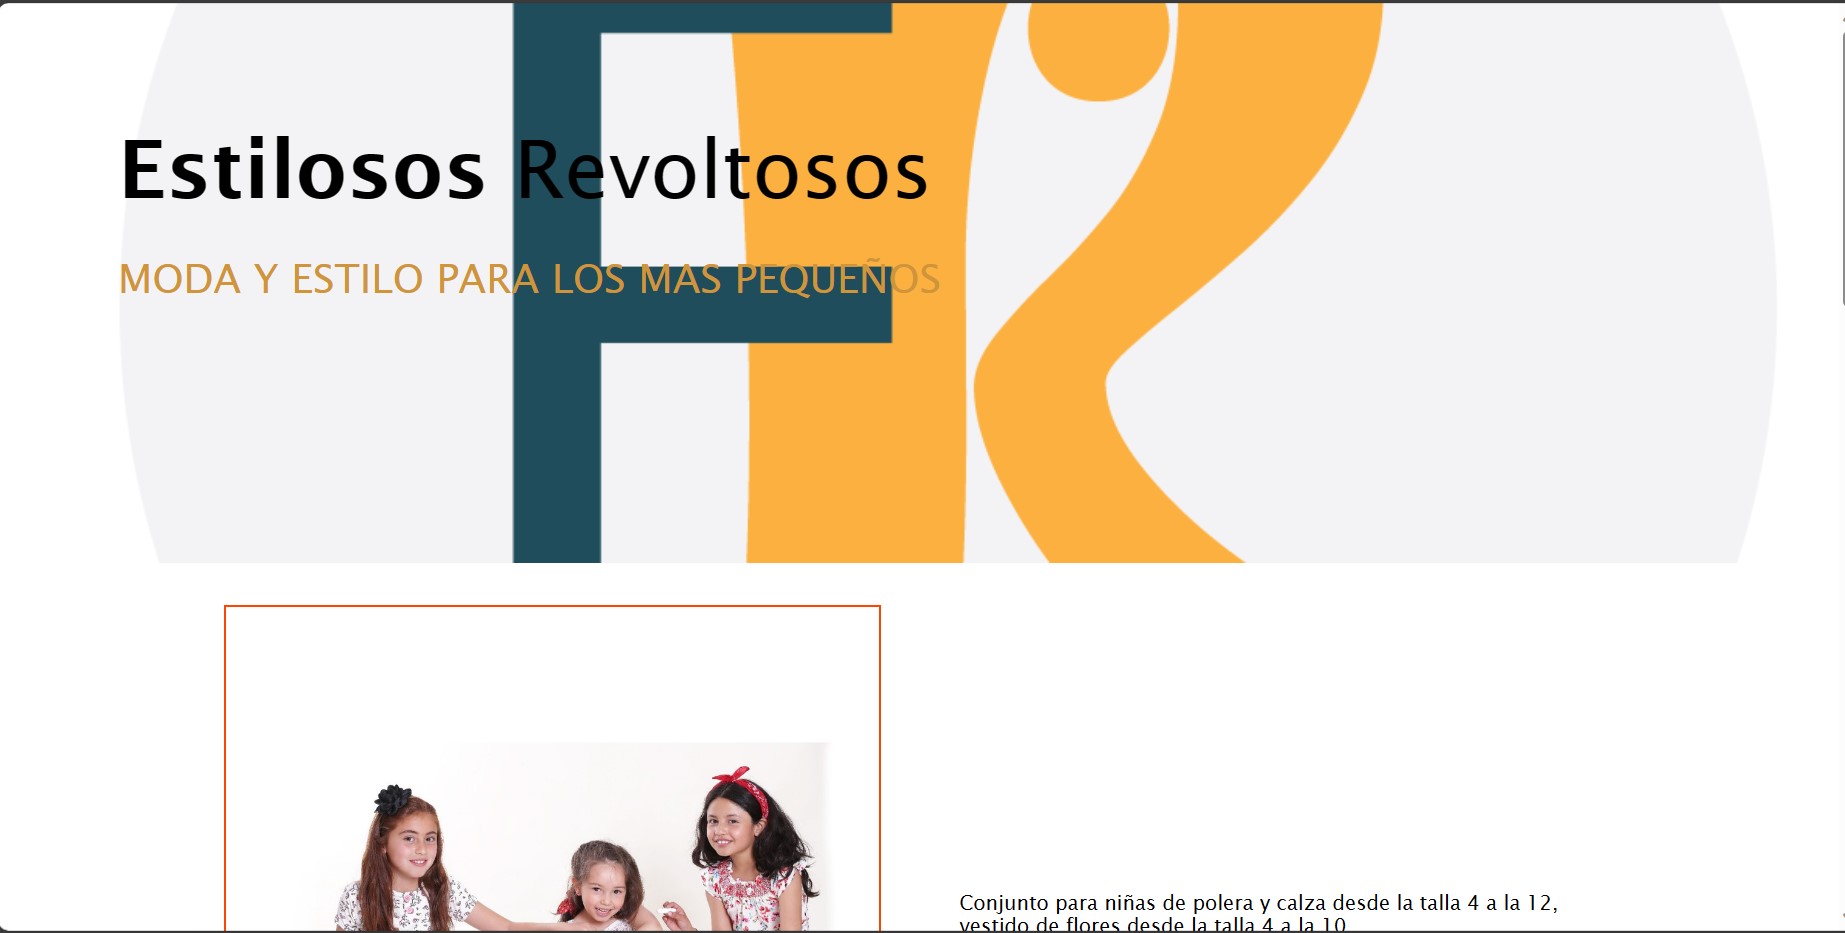 Estilosos Revoltosos
MODA Y ESTILO PARA LOS MAS PEQUEÑOS
Conjunto para niñas de polera y calza desde la talla 4 a la 12,
vestido de flores desde la talla 4 a la 10